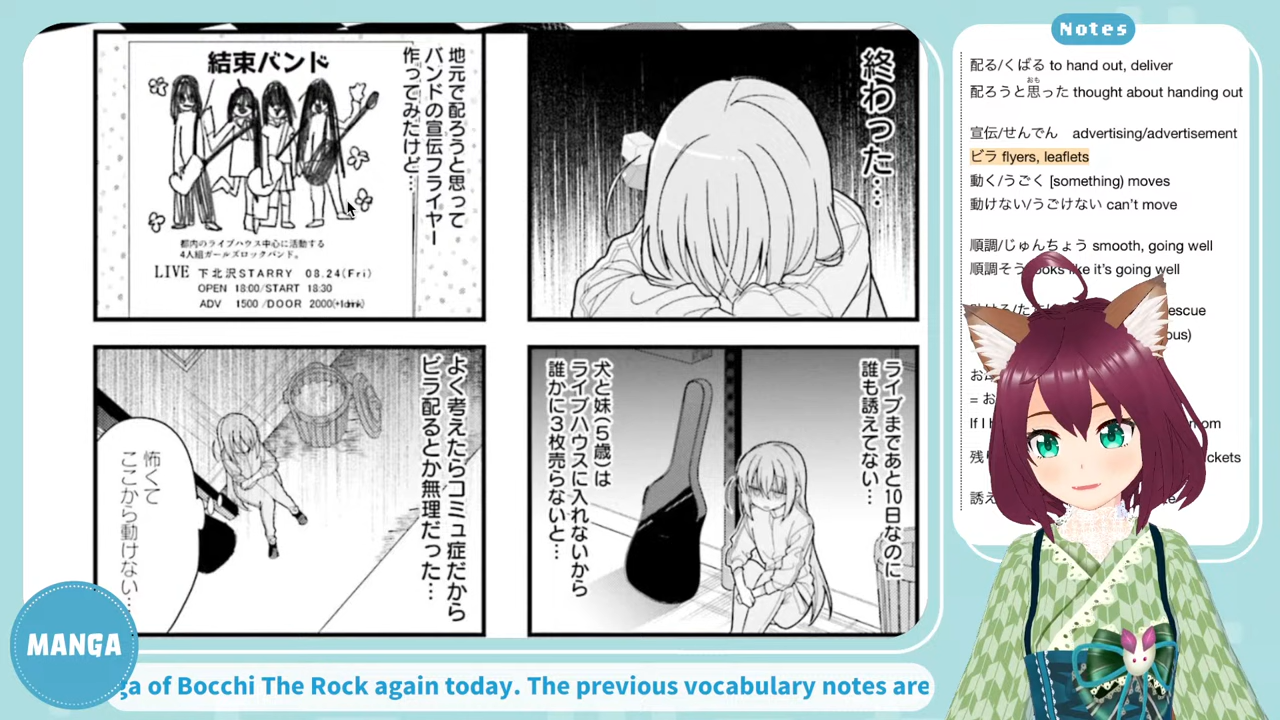 終わった…
ライブまであと10日なのに
誰も誘えてない…
犬と妹(5歳)は
ライブハウスに入れないから
誰かに3枚売らないと…
地元で配ろうと思って
バンドの宣伝フライヤー
作ってみたけど…
結束バンド
都内のライブハウス中心に活動する
4人組ガールズロックバンド。
LIVE 下北沢STARRY 08.24(Fri)
OPEN 18:00/START 18:30
ADV 1500 /DOOR 2000(+1drink)
よく考えたらコミュ症だから
ビラ配るとか無理だった…
怖くて
ここから動けない…
Notes
配る/くばる to hand out, deliver
おち
配ろうと思った thought about handing out
宣伝/せんでん advertising/advertisement
ビラ flyers, leaflets
動く/うごく [something] moves
動けない/うごけない can't move
順調/じゅんちょう smooth, going well
順調そう looks like it's going well
escue
ous)
お
= お
If I
om
残
ckets
誘え
MANGA
ga of Bocchi The Rock again today. The previous vocabulary notes are